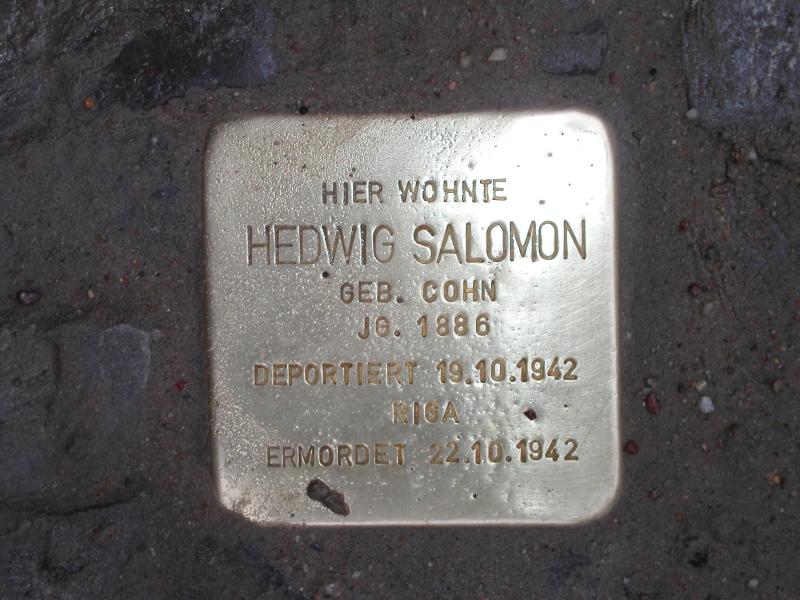 HIER WOHNTE
HEDWIG SALOMON
GEB. COHN
JG. 1886
DEPORTIERT 19.10.1942
RIGA
ERMORDET 22.10.1942